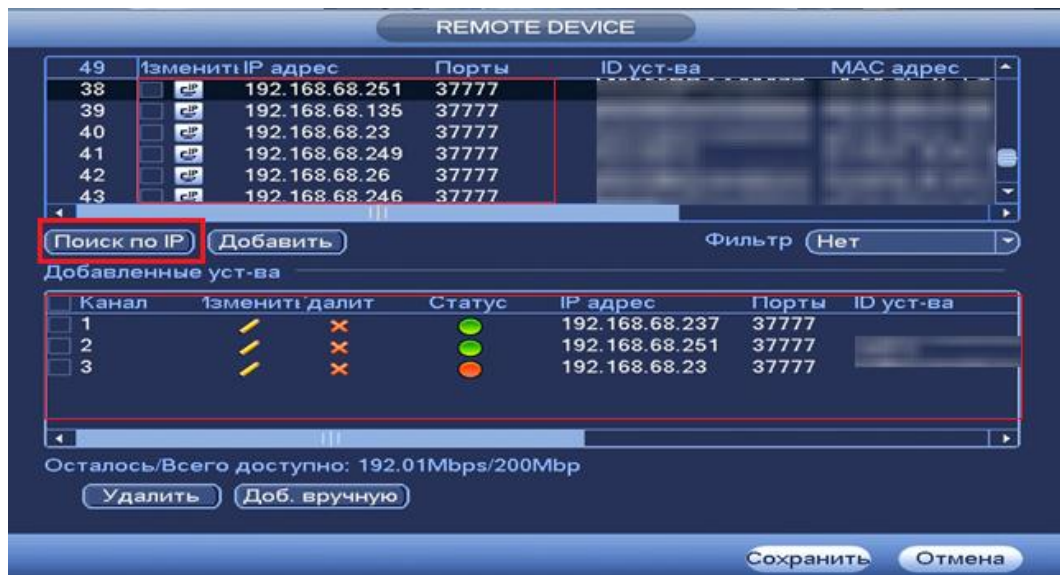 REMOTE DEVICE
49 Ізменитı IP адрес Порты ID уст-ва MAC адрес
38 192.168.68.251 37777
39 192.168.68.135 37777
40 192.168.68.23 37777
41 192.168.68.249 37777
42 192.168.68.26 37777
43 192.168.68.246 37777
Поиск по IP Добавить Фильтр Нет
Добавленные уст-ва
Канал Ізменитı далит Статус IP адрес Порты ID уст-ва
1 192.168.68.237 37777
2 192.168.68.251 37777
3 192.168.68.23 37777
Осталось/Всего доступно: 192.01Mbps/200Mbp
Удалить Доб. вручную
Сохранить Отмена